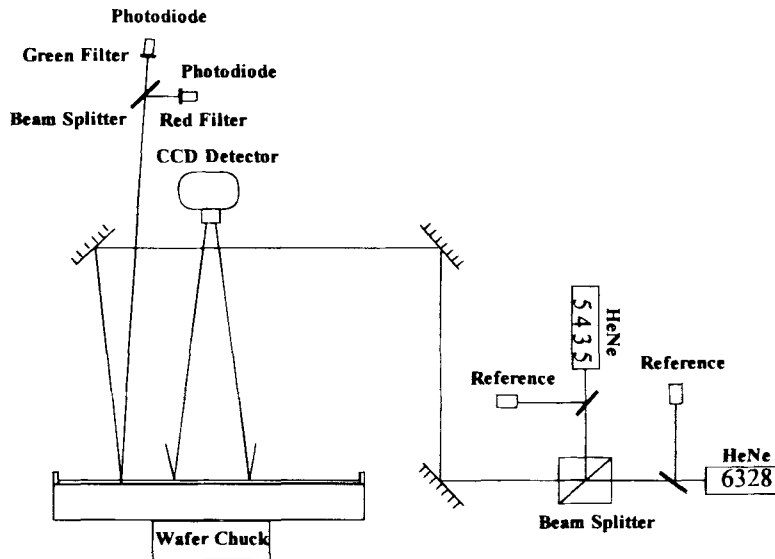 Photodiode
Green Filter
Photodiode
Beam Splitter
Red Filter
CCD Detector
5435
HeNe
Reference
Reference
HeNe
6328
Beam Splitter
Wafer Chuck